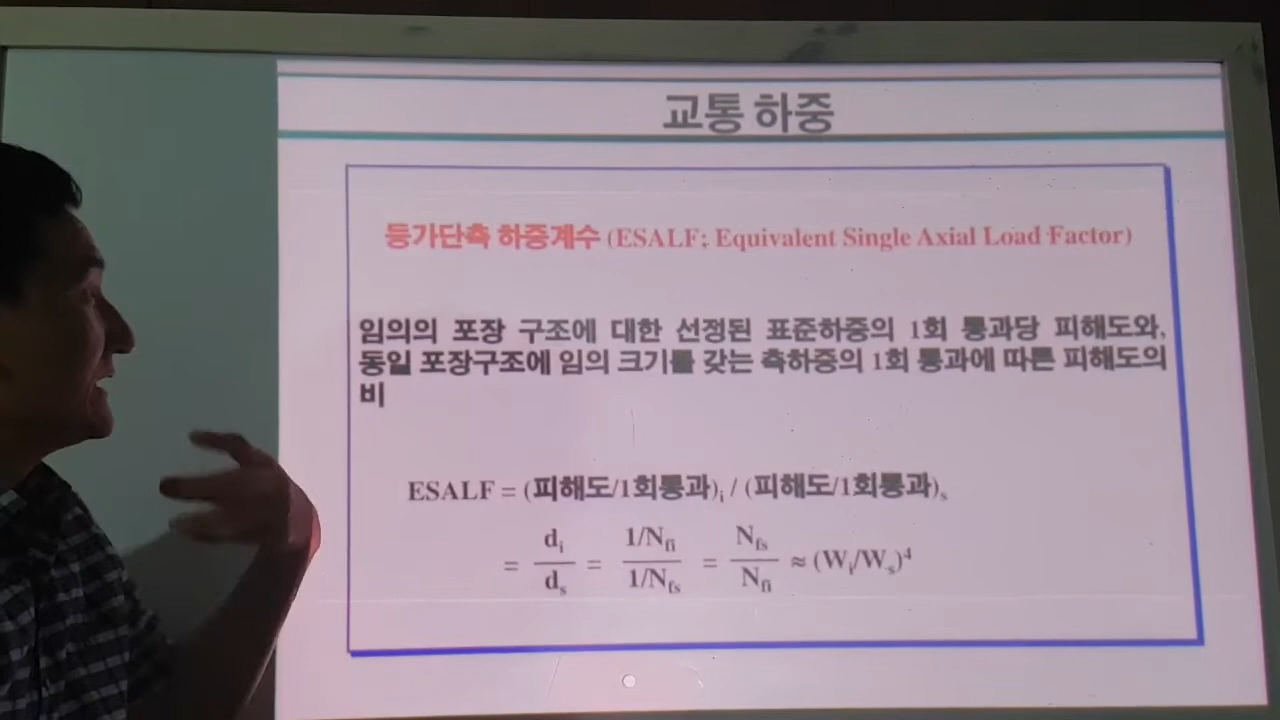 교통 하중
등가단축 하중계수 (ESALF; Equivalent Single Axial Load Factor)
임의의 포장 구조에 대한 선정된 표준하중의 1회 통과당 피해도와,
동일 포장구조에 임의 크기를 갖는 축하중의 1회 통과에 따른 피해도의
비
ESALF = (피해도/1회통과)i / (피해도/1회통과)s
= di/ds = 1/Nfi / 1/Nfs = Nfs/Nfi ≈ (Wi/Ws)^4